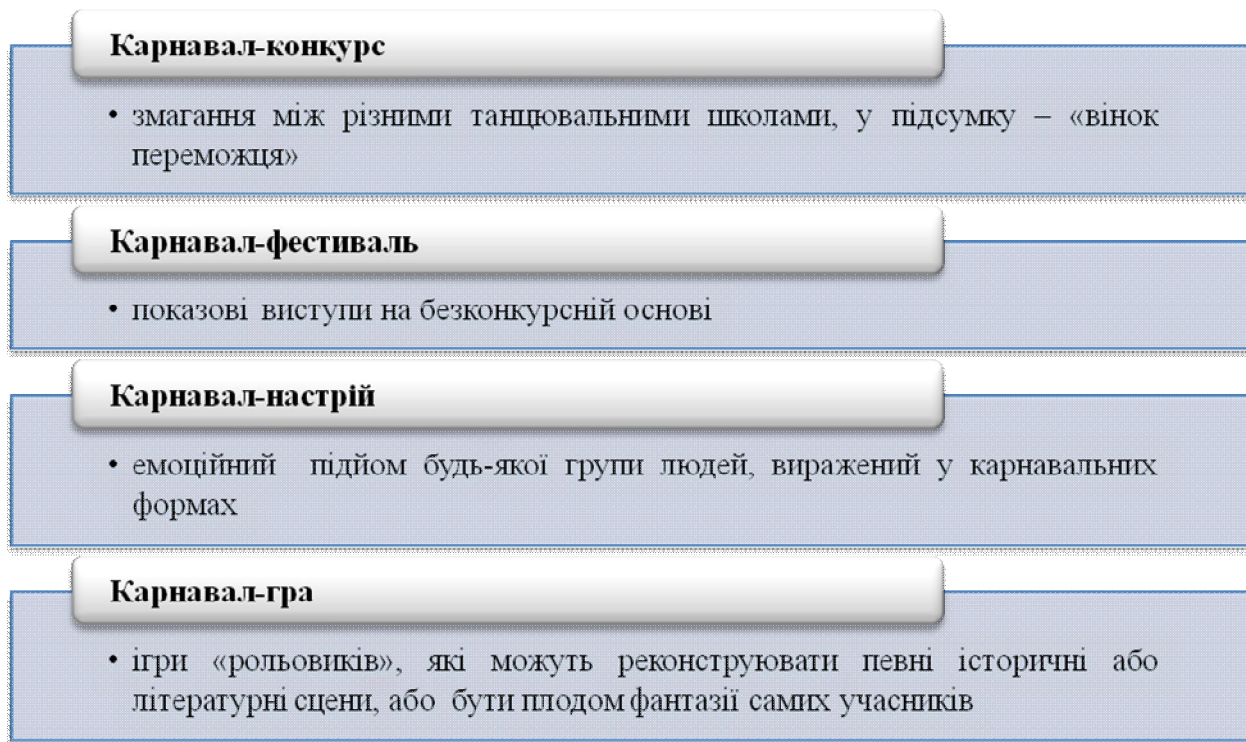 Карнавал-конкурс
• змагання між різними танцювальними школами, у підсумку – «вінок
переможця»
Карнавал-фестиваль
• показові виступи на безконкурсній основі
Карнавал-настрій
• емоційний підйом будь-якої групи людей, виражений у карнавальних
формах
Карнавал-гра
• ігри «рольовиків», які можуть реконструювати певні історичні або
літературні сцени, або бути плодом фантазії самих учасників